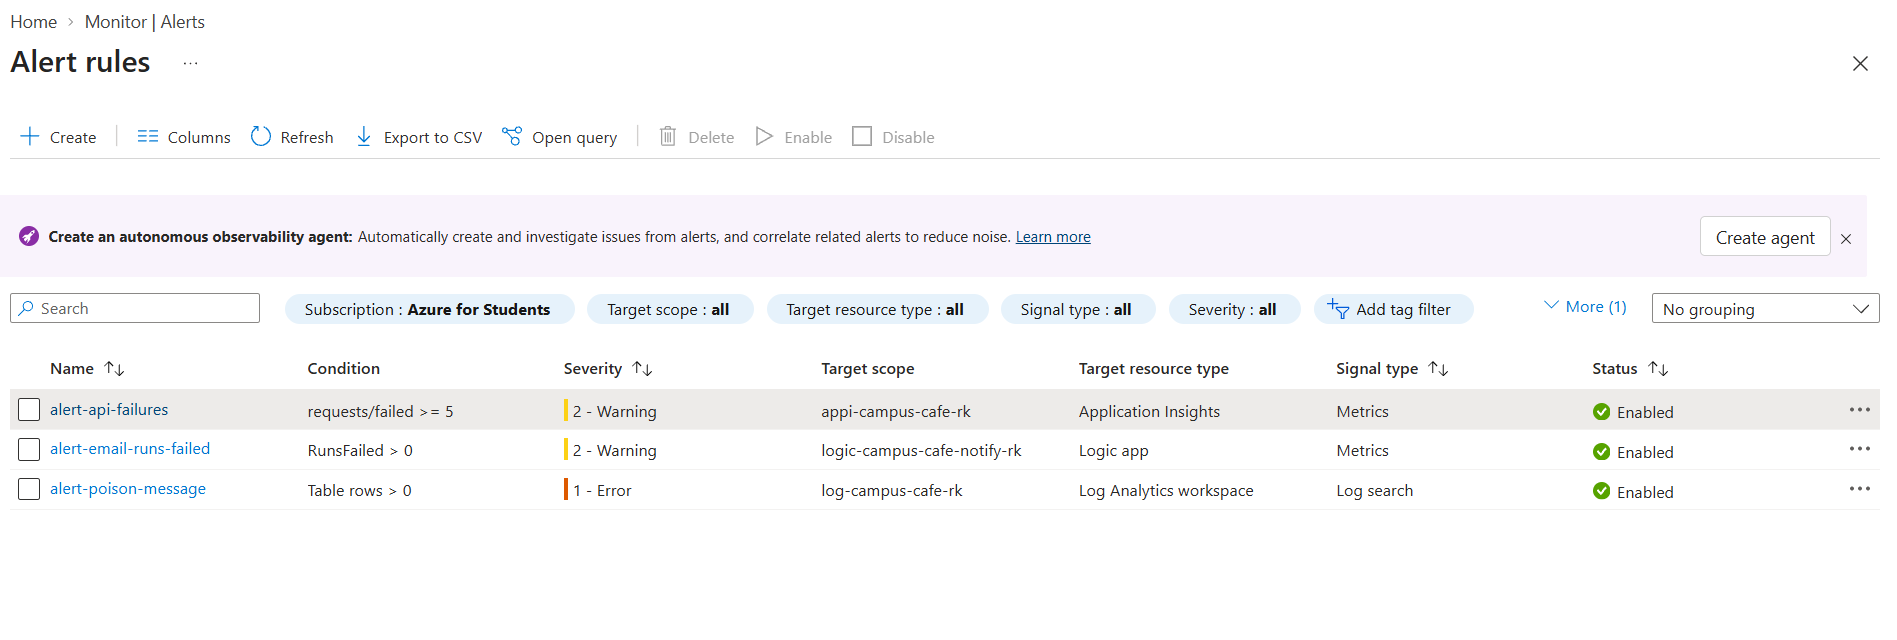 Home > Monitor | Alerts
Alert rules ...
Create Columns Refresh Export to CSV Open query Delete Enable Disable
Create an autonomous observability agent: Automatically create and investigate issues from alerts, and correlate related alerts to reduce noise. Learn more Create agent
Search Subscription : Azure for Students Target scope : all Target resource type : all Signal type : all Severity : all Add tag filter More (1) No grouping
Name Condition Severity Target scope Target resource type Signal type Status
alert-api-failures requests/failed >= 5 2 - Warning appi-campus-cafe-rk Application Insights Metrics Enabled
alert-email-runs-failed RunsFailed > 0 2 - Warning logic-campus-cafe-notify-rk Logic app Metrics Enabled
alert-poison-message Table rows > 0 1 - Error log-campus-cafe-rk Log Analytics workspace Log search Enabled